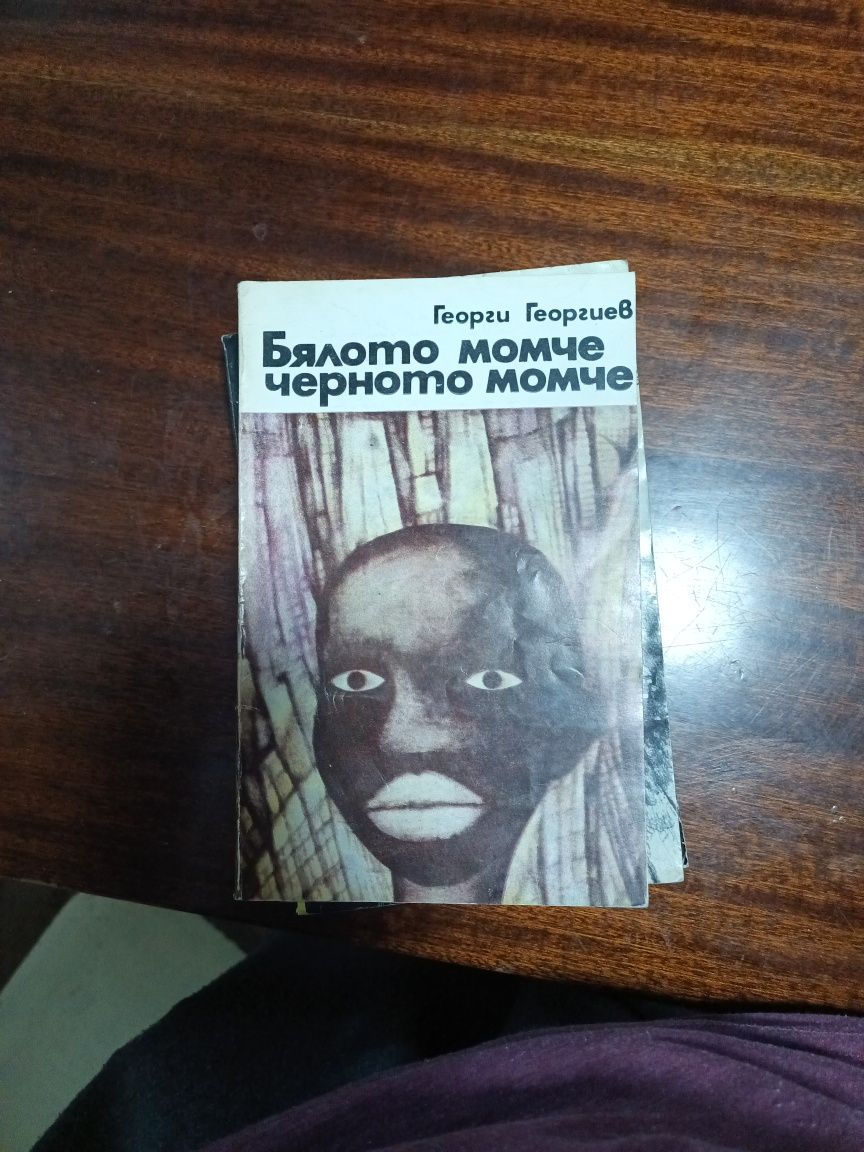 Георги Георгиев
Бялото момче
черното момче